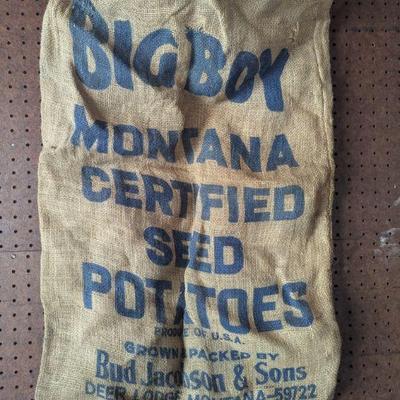 BIG BOY
MONTANA
CERTIFIED
SEED
POTATOES
PRODUCE OF U.S.A.
GROWN & PACKED BY
Bud Jacobson & Sons
DEER LODGE, MONTANA-59722